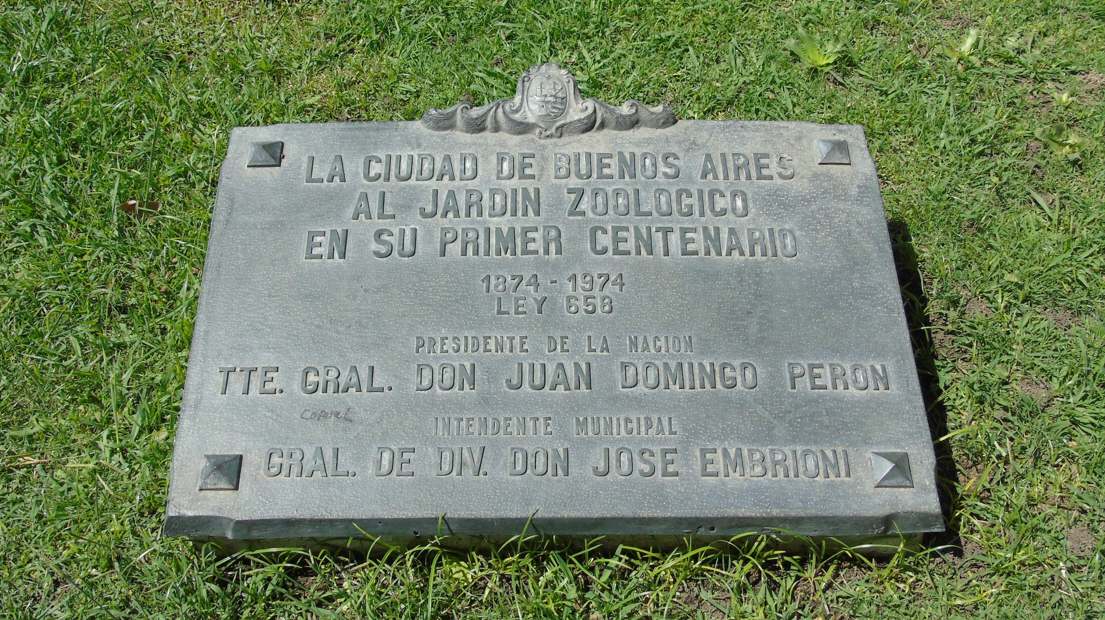 LA CIUDAD DE BUENOS AIRES
AL JARDIN ZOOLOGICO
EN SU PRIMER CENTENARIO
1874 - 1974
LEY 658
PRESIDENTE DE LA NACION
TTE. GRAL. DON JUAN DOMINGO PERON
INTENDENTE MUNICIPAL
GRAL. DE DIV. DON JOSE EMBRIONI